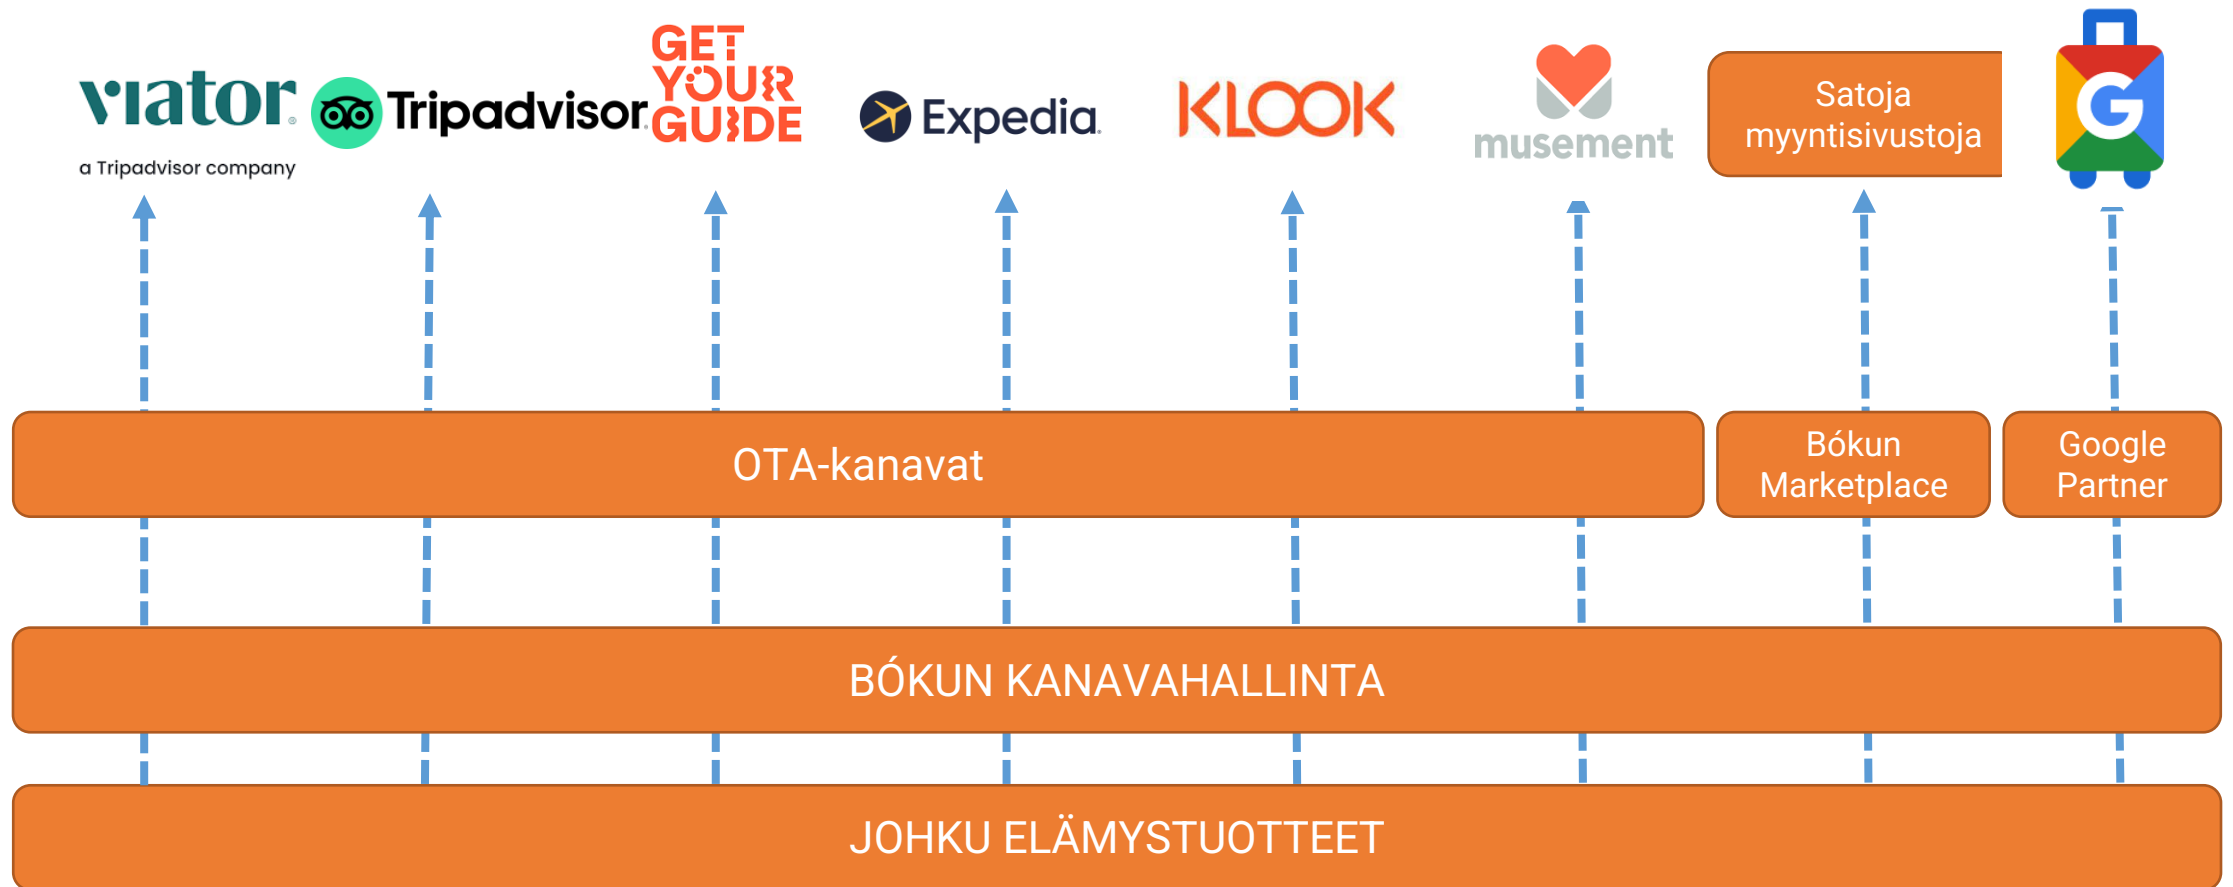 viator
a Tripadvisor company
Tripadvisor
GET
YOUR
GUIDE
Expedia
KLOOK
musement
Satoja
myyntisivustoja
G
OTA-kanavat
Bókun
Marketplace
Google
Partner
BÓKUN KANAVAHALLINTA
JOHKU ELÄMYSTUOTTEET